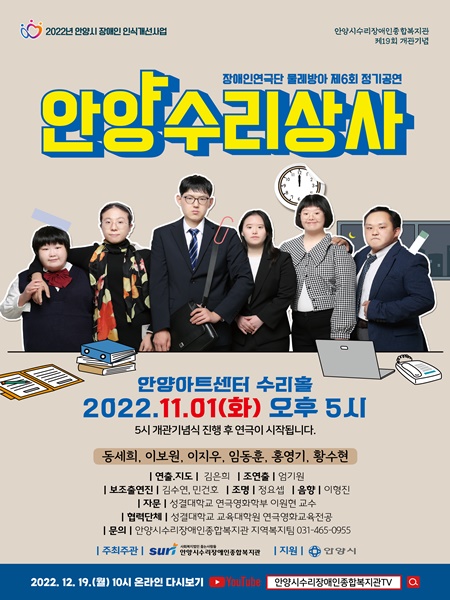 2022년 안양시 장애인 인식개선사업
안양시수리장애인종합복지관
제19회 개관기념
장애인연극단 물레방아 제6회 정기공연
안양수리상사
안양아트센터 수리홀
2022.11.01(화) 오후 5시
5시 개관기념식 진행 후 연극이 시작됩니다.
동세희, 이보원, 이지우, 임동훈, 홍영기, 황수현
| 연출.지도 | 김은희 | 조연출 | 엄기원
| 보조출연진 | 김수연, 민건호 | 조명 | 정요셉 | 음향 | 이형진
| 자문 | 성결대학교 연극영화학부 이원현 교수
| 협력단체 | 성결대학교 교육대학원 연극영화교육전공
| 문의 | 안양시수리장애인종합복지관 지역복지팀 031-465-0955
| 주최주관 | suri 안양시수리장애인종합복지관 | 지원 | 안양시
2022. 12. 19.(월) 10시 온라인 다시보기 YouTube 안양시수리장애인종합복지관TV